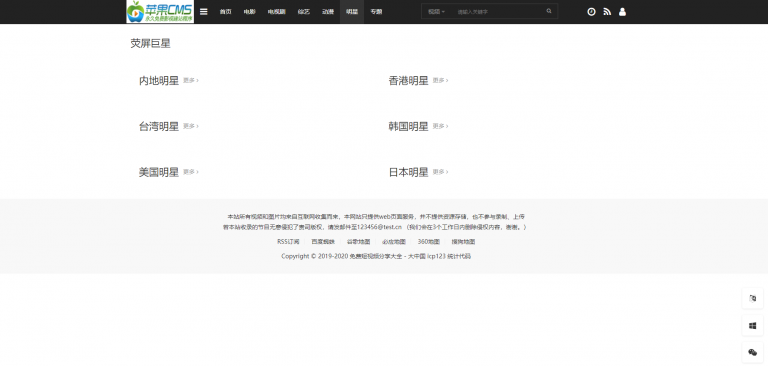 苹果CMS
永久免费影视建站程序
首页 电影 电视剧 综艺 动漫 明星 专题 视频 请输入关键字
荧屏巨星
内地明星 更多 >
香港明星 更多 >
台湾明星 更多 >
韩国明星 更多 >
美国明星 更多 >
日本明星 更多 >
本站所有视频和图片均来自互联网收集而来，本网站只提供web页面服务，并不提供资源存储，也不参与录制、上传
若本站收录的节目无意侵犯了贵司版权，请发邮件至123456@test.cn （我们会在3个工作日内删除侵权内容，谢谢。）
RSS订阅 百度蜘蛛 谷歌地图 必应地图 360地图 搜狗地图
Copyright © 2019-2020 免费短视频分享大全 - 大中国 icp123 统计代码